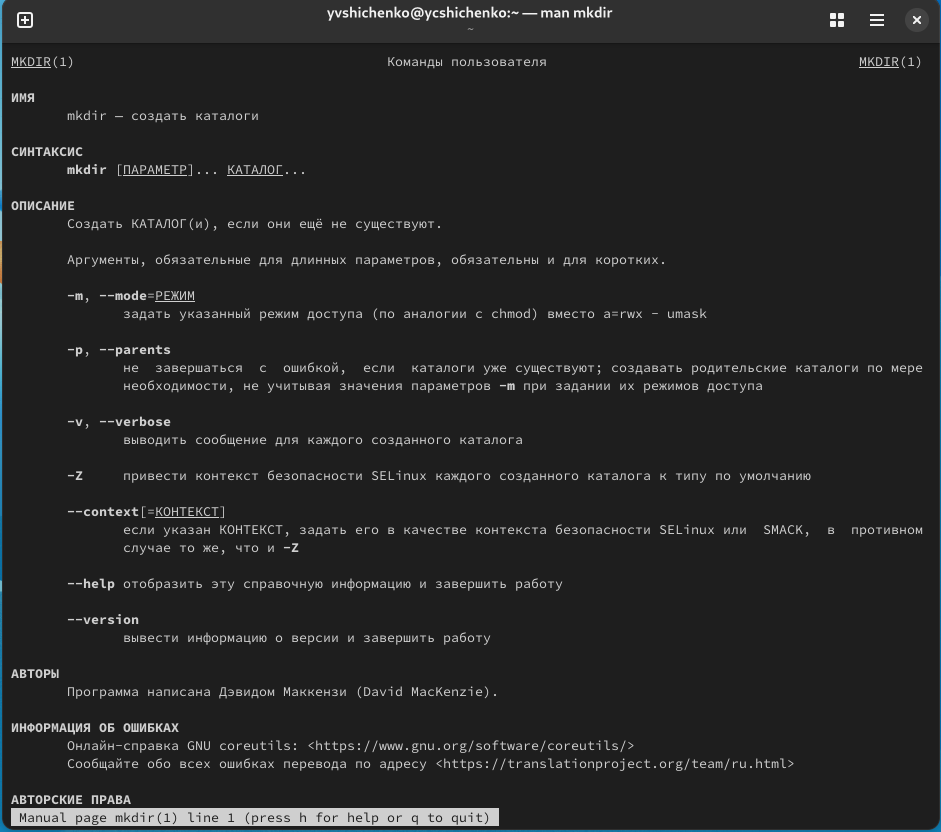 yvshichenko@ycshichenko:~ — man mkdir
~
MKDIR(1) Команды пользователя MKDIR(1)
ИМЯ
mkdir — создать каталоги
СИНТАКСИС
mkdir [ПАРАМЕТР]... КАТАЛОГ...
ОПИСАНИЕ
Создать КАТАЛОГ(и), если они ещё не существуют.
Аргументы, обязательные для длинных параметров, обязательны и для коротких.
-m, --mode=РЕЖИМ
задать указанный режим доступа (по аналогии с chmod) вместо a=rwx - umask
-p, --parents
не завершаться с ошибкой, если каталоги уже существуют; создавать родительские каталоги по мере
необходимости, не учитывая значения параметров -m при задании их режимов доступа
-v, --verbose
выводить сообщение для каждого созданного каталога
-Z привести контекст безопасности SELinux каждого созданного каталога к типу по умолчанию
--context[=КОНТЕКСТ]
если указан КОНТЕКСТ, задать его в качестве контекста безопасности SELinux или SMACK, в противном
случае то же, что и -Z
--help отобразить эту справочную информацию и завершить работу
--version
вывести информацию о версии и завершить работу
АВТОРЫ
Программа написана Дэвидом Маккензи (David MacKenzie).
ИНФОРМАЦИЯ ОБ ОШИБКАХ
Онлайн-справка GNU coreutils: <https://www.gnu.org/software/coreutils/>
Сообщайте обо всех ошибках перевода по адресу <https://translationproject.org/team/ru.html>
АВТОРСКИЕ ПРАВА
Manual page mkdir(1) line 1 (press h for help or q to quit)